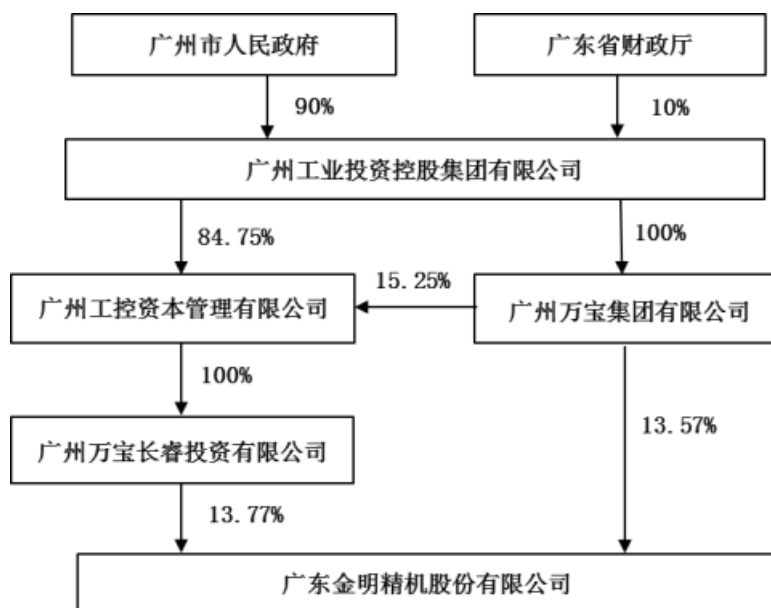 广州市人民政府
广东省财政厅
90%
10%
广州工业投资控股集团有限公司
84.75%
100%
15.25%
广州工控资本管理有限公司
广州万宝集团有限公司
100%
13.57%
广州万宝长睿投资有限公司
13.77%
广东金明精机股份有限公司